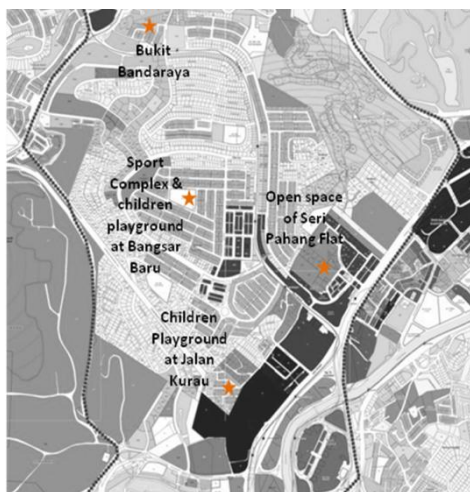 Bukit
Bandaraya
Sport
Complex &
children
playground
at Bangsar
Baru
Open space
of Seri
Pahang Flat
Children
Playground
at Jalan
Kurau